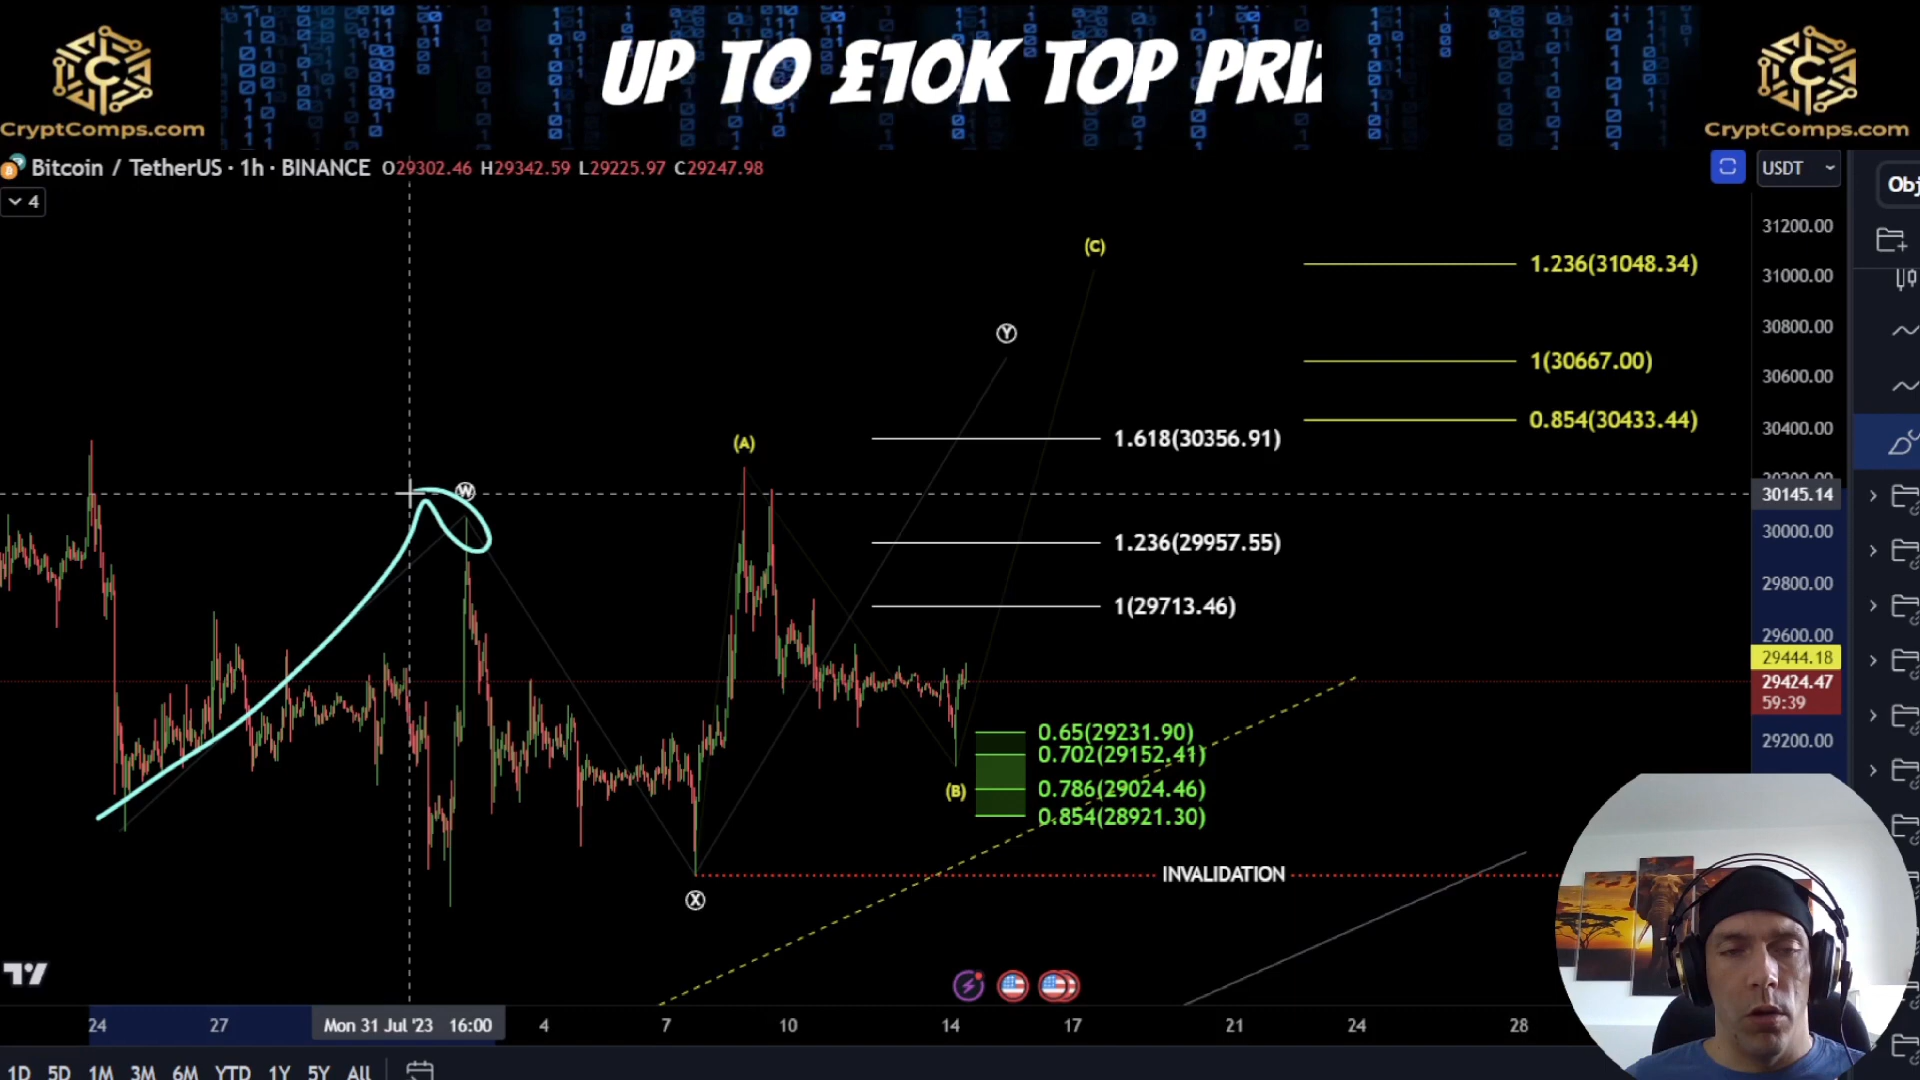 UP TO £10K TOP PRIZ
CryptComps.com
CryptComps.com
Bitcoin / TetherUS · 1h · BINANCE O29302.46 H29342.59 L29225.97 C29247.98
USDT
Obj
4
31200.00
31000.00
30800.00
30600.00
30400.00
30145.14
30000.00
29800.00
29600.00
29444.18
29424.47
59:39
29200.00
(C)
1.236(31048.34)
Y
1(30667.00)
0.854(30433.44)
(A)
1.618(30356.91)
W
1.236(29957.55)
1(29713.46)
0.65(29231.90)
0.702(29152.41)
(B)
0.786(29024.46)
0.854(28921.30)
INVALIDATION
X
24 27 Mon 31 Jul '23 16:00 4 7 10 14 17 21 24 28
1D 5D 1M 3M 6M YTD 1Y 5Y All